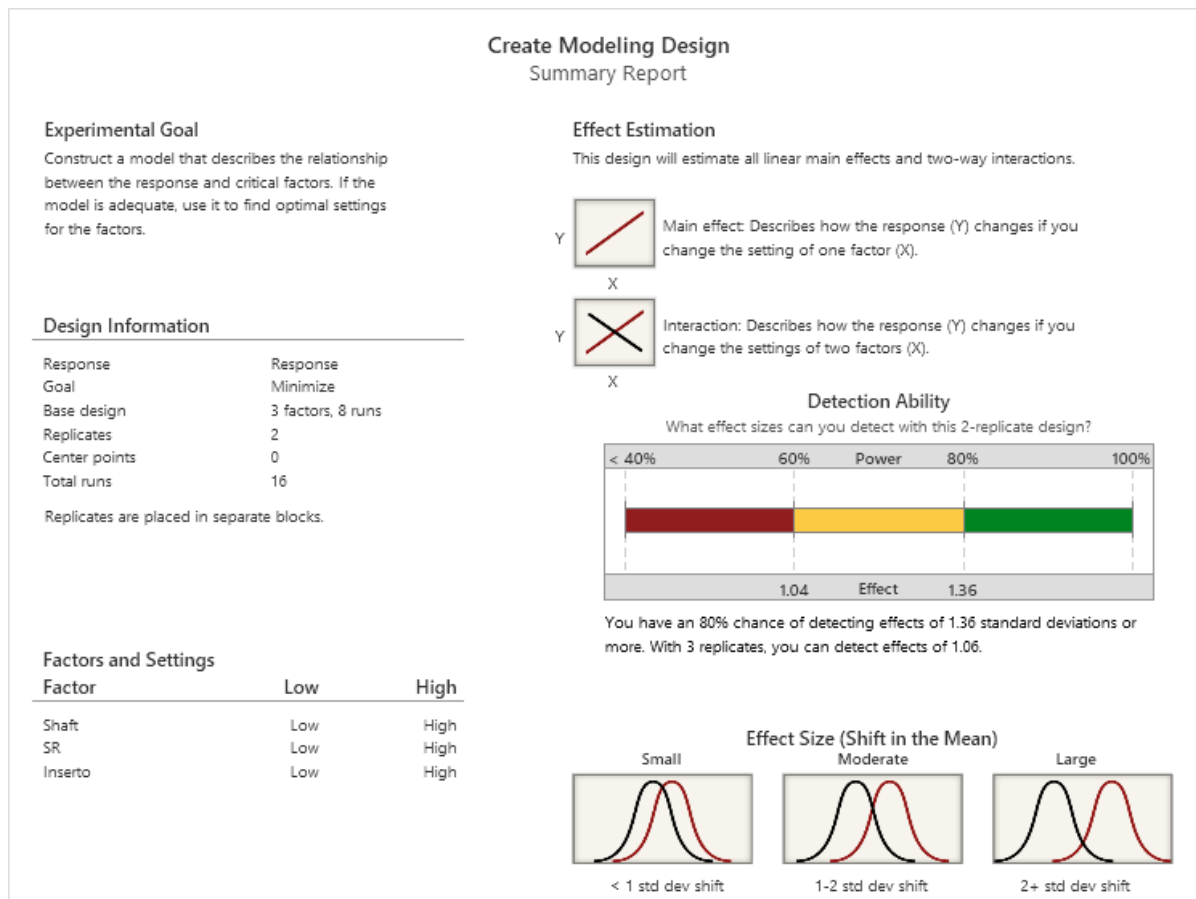 Create Modeling Design
Summary Report
Experimental Goal
Construct a model that describes the relationship
between the response and critical factors. If the
model is adequate, use it to find optimal settings
for the factors.
Design Information
Response Response
Goal Minimize
Base design 3 factors, 8 runs
Replicates 2
Center points 0
Total runs 16
Replicates are placed in separate blocks.
Factors and Settings
Factor Low High
Shaft Low High
SR Low High
Inserto Low High
Effect Estimation
This design will estimate all linear main effects and two-way interactions.
Y
Main effect: Describes how the response (Y) changes if you
change the setting of one factor (X).
X
Y
Interaction: Describes how the response (Y) changes if you
change the settings of two factors (X).
X
Detection Ability
What effect sizes can you detect with this 2-replicate design?
< 40% 60% Power 80% 100%
1.04 Effect 1.36
You have an 80% chance of detecting effects of 1.36 standard deviations or
more. With 3 replicates, you can detect effects of 1.06.
Effect Size (Shift in the Mean)
Small Moderate Large
< 1 std dev shift 1-2 std dev shift 2+ std dev shift